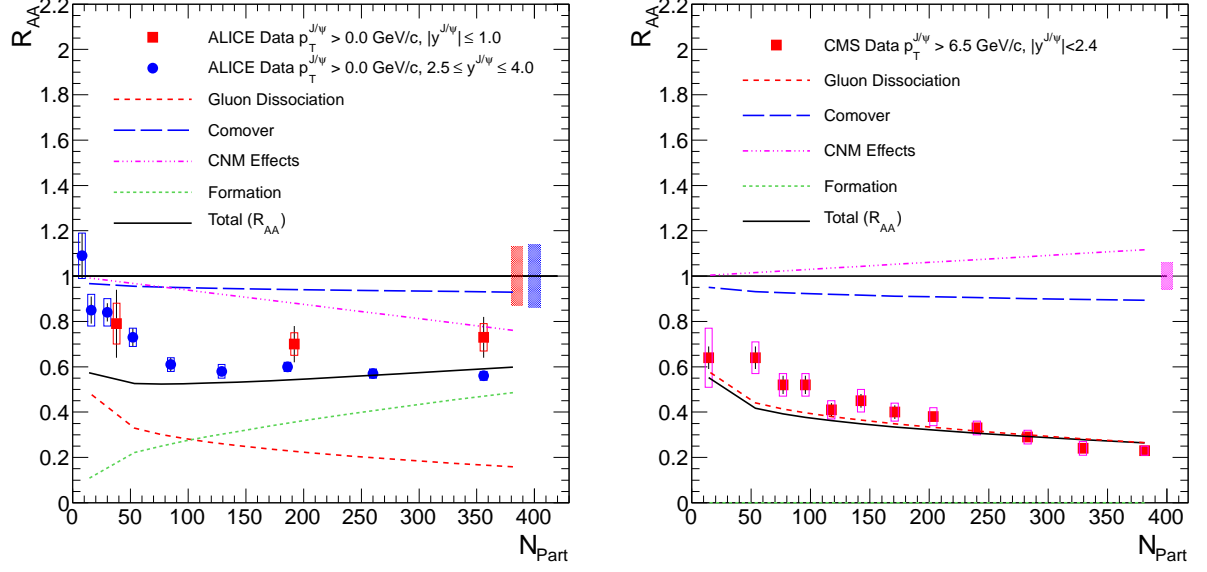 R_AA
2.2
2
1.8
1.6
1.4
1.2
1
0.8
0.6
0.4
0.2
0
ALICE Data p_T^{J/ψ} > 0.0 GeV/c, |y^{J/ψ}| ≤ 1.0
ALICE Data p_T^{J/ψ} > 0.0 GeV/c, 2.5 ≤ y^{J/ψ} ≤ 4.0
Gluon Dissociation
Comover
CNM Effects
Formation
Total (R_AA)
0 50 100 150 200 250 300 350 400
N_Part
R_AA
2.2
2
1.8
1.6
1.4
1.2
1
0.8
0.6
0.4
0.2
0
CMS Data p_T^{J/ψ} > 6.5 GeV/c, |y^{J/ψ}|<2.4
Gluon Dissociation
Comover
CNM Effects
Formation
Total (R_AA)
0 50 100 150 200 250 300 350 400
N_Part